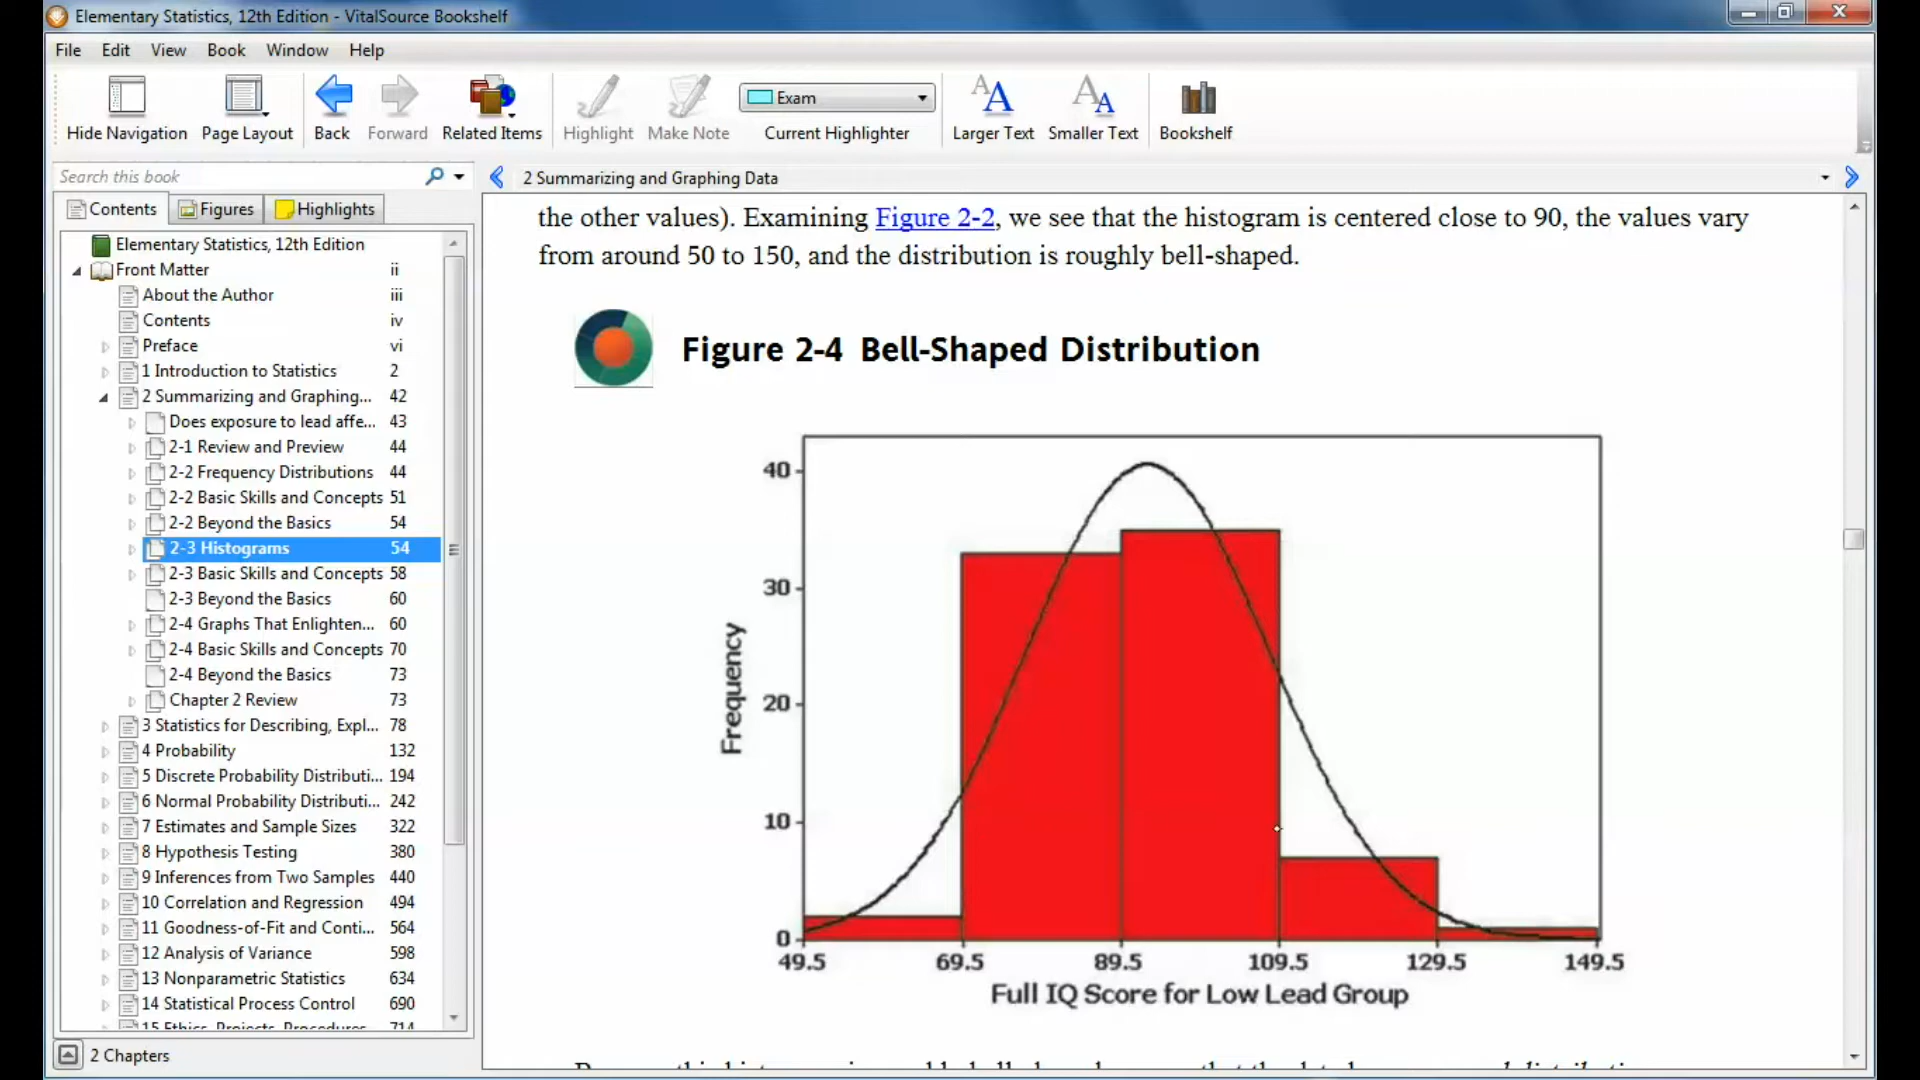 Elementary Statistics, 12th Edition - VitalSource Bookshelf
File Edit View Book Window Help
Hide Navigation Page Layout Back Forward Related Items Highlight Make Note Exam Current Highlighter Larger Text Smaller Text Bookshelf
Search this book
2 Summarizing and Graphing Data
Contents Figures Highlights
Elementary Statistics, 12th Edition
Front Matter ii
About the Author iii
Contents iv
Preface vi
1 Introduction to Statistics 2
2 Summarizing and Graphing... 42
Does exposure to lead affe... 43
2-1 Review and Preview 44
2-2 Frequency Distributions 44
2-2 Basic Skills and Concepts 51
2-2 Beyond the Basics 54
2-3 Histograms 54
2-3 Basic Skills and Concepts 58
2-3 Beyond the Basics 60
2-4 Graphs That Enlighten... 60
2-4 Basic Skills and Concepts 70
2-4 Beyond the Basics 73
Chapter 2 Review 73
3 Statistics for Describing, Expl... 78
4 Probability 132
5 Discrete Probability Distributi... 194
6 Normal Probability Distributi... 242
7 Estimates and Sample Sizes 322
8 Hypothesis Testing 380
9 Inferences from Two Samples 440
10 Correlation and Regression 494
11 Goodness-of-Fit and Conti... 564
12 Analysis of Variance 598
13 Nonparametric Statistics 634
14 Statistical Process Control 690
15 Ethics, Projects, Procedures 714
2 Chapters
the other values). Examining Figure 2-2, we see that the histogram is centered close to 90, the values vary
from around 50 to 150, and the distribution is roughly bell-shaped.
Figure 2-4 Bell-Shaped Distribution
Frequency
40
30
20
10
0
49.5 69.5 89.5 109.5 129.5 149.5
Full IQ Score for Low Lead Group